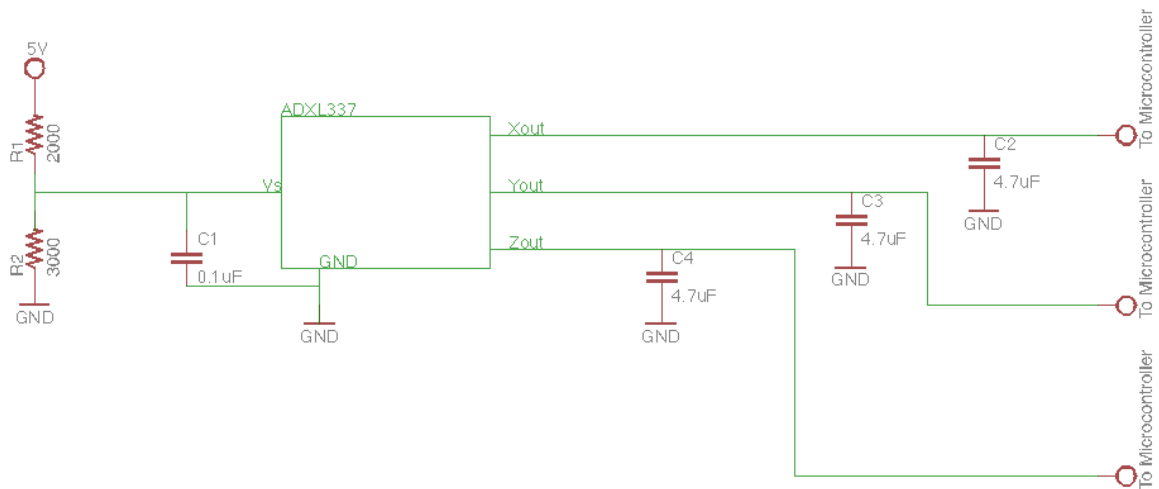 5V
R1
2000
R2
3000
GND
C1
0.1uF
Vs
ADXL337
GND
GND
Xout
Yout
Zout
C4
4.7uF
GND
C3
4.7uF
GND
C2
4.7uF
GND
To Microcontroller
To Microcontroller
To Microcontroller